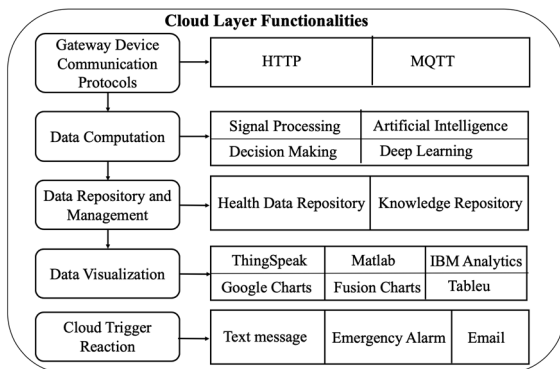 Cloud Layer Functionalities
Gateway Device
Communication
Protocols
HTTP
MQTT
Data Computation
Signal Processing
Artificial Intelligence
Decision Making
Deep Learning
Data Repository and
Management
Health Data Repository
Knowledge Repository
Data Visualization
ThingSpeak
Matlab
IBM Analytics
Google Charts
Fusion Charts
Tableu
Cloud Trigger
Reaction
Text message
Emergency Alarm
Email